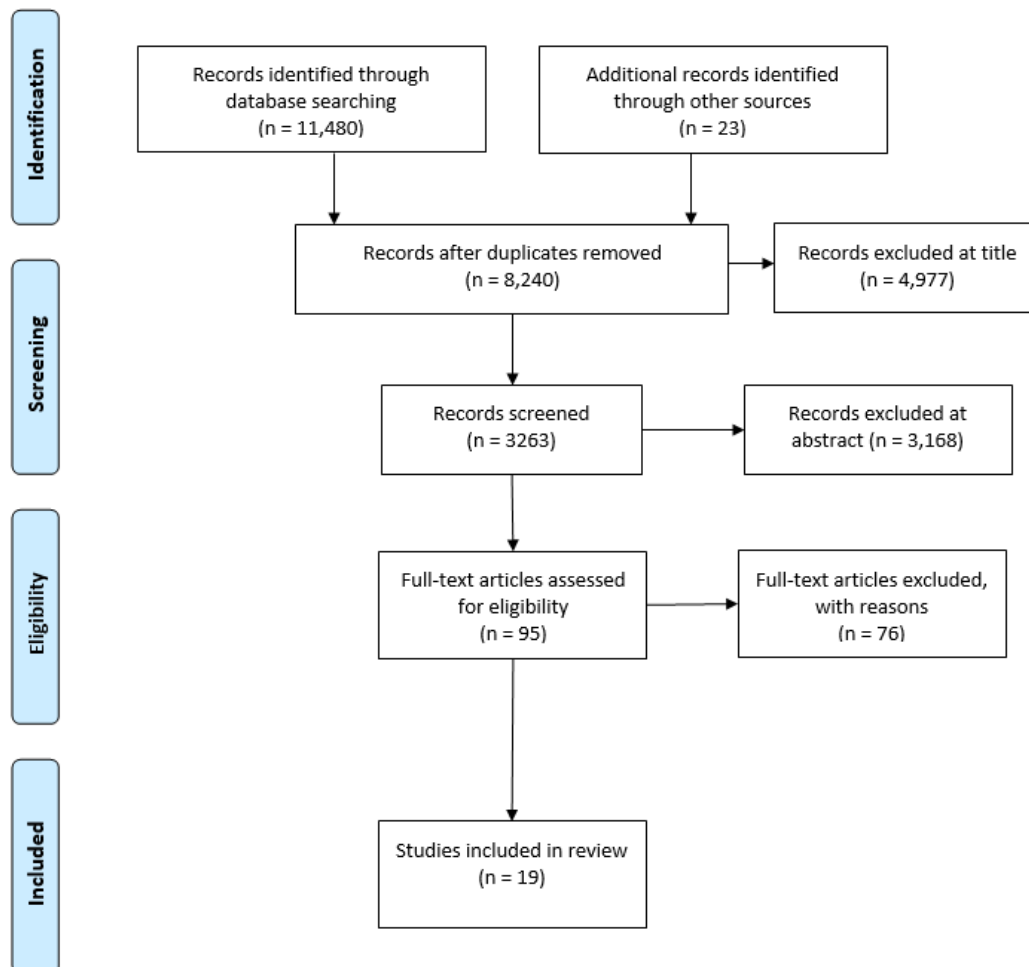 Identification
Records identified through
database searching
(n = 11,480)
Additional records identified
through other sources
(n = 23)
Records after duplicates removed
(n = 8,240)
Records excluded at title
(n = 4,977)
Screening
Records screened
(n = 3263)
Records excluded at
abstract (n = 3,168)
Eligibility
Full-text articles assessed
for eligibility
(n = 95)
Full-text articles excluded,
with reasons
(n = 76)
Included
Studies included in review
(n = 19)